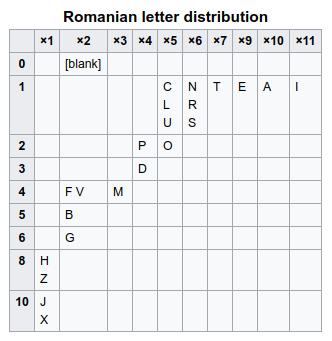 Romanian letter distribution
×1 ×2 ×3 ×4 ×5 ×6 ×7 ×9 ×10 ×11
0 [blank]
1 C N T E A I
L R
U S
2 P O
3 D
4 F V M
5 B
6 G
8 H
Z
10 J
X